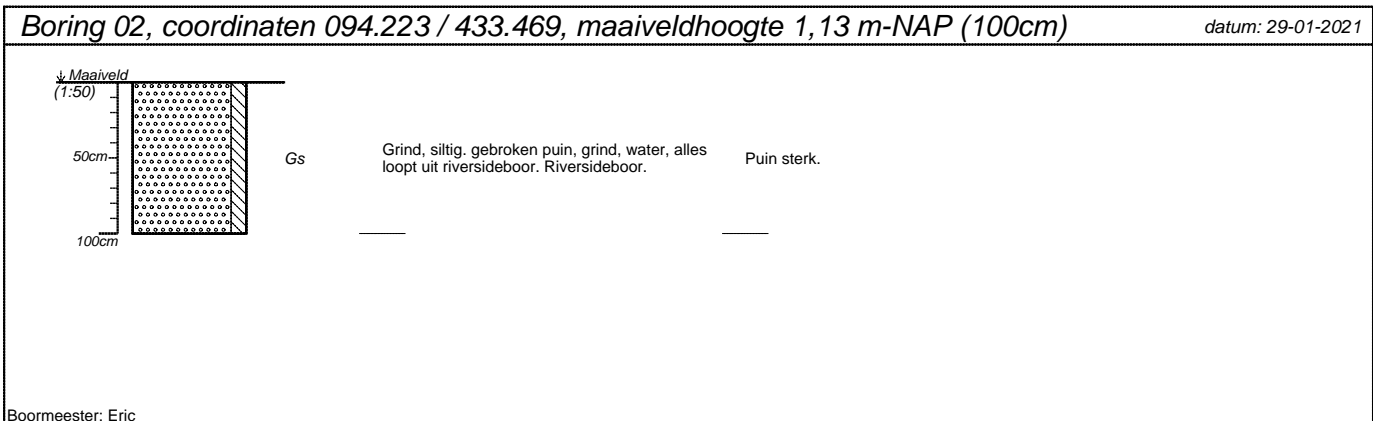 Boring 02, coordinaten 094.223 / 433.469, maaiveldhoogte 1,13 m-NAP (100cm)
datum: 29-01-2021
Maaiveld
(1:50)
50cm
Gs
Grind, siltig. gebroken puin, grind, water, alles
loopt uit riversideboor. Riversideboor.
Puin sterk.
100cm
Boormeester: Eric